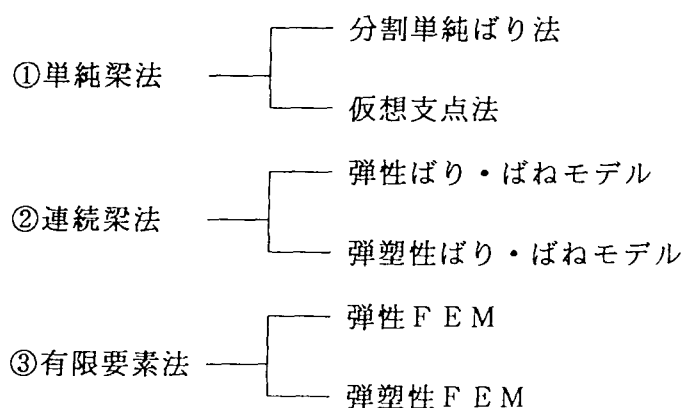 ①単純梁法
分割単純ばり法
仮想支点法
②連続梁法
弾性ばり・ばねモデル
弾塑性ばり・ばねモデル
③有限要素法
弾性FEM
弾塑性FEM